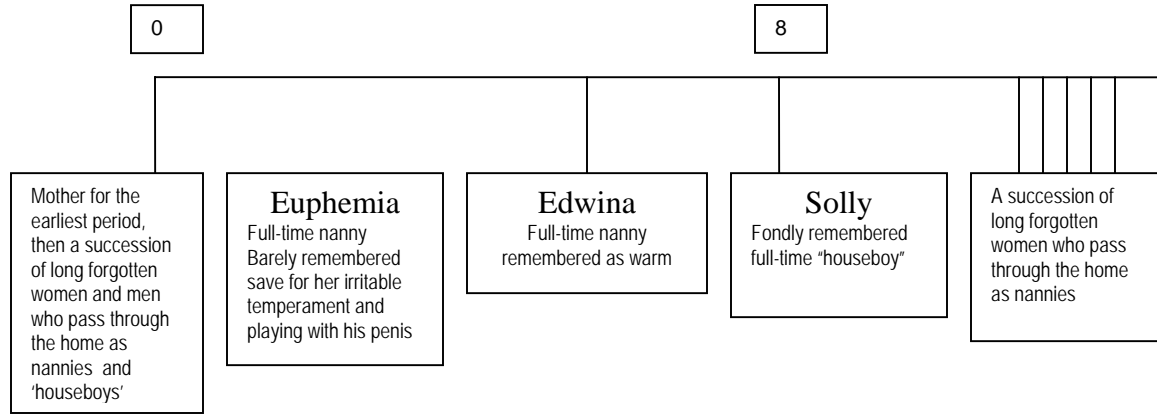 0
8
Mother for the
earliest period,
then a succession
of long forgotten
women and men
who pass through
the home as
nannies and
‘houseboys’
Euphemia
Full-time nanny
Barely remembered
save for her irritable
temperament and
playing with his penis
Edwina
Full-time nanny
remembered as warm
Solly
Fondly remembered
full-time “houseboy”
A succession of
long forgotten
women who pass
through the home
as nannies